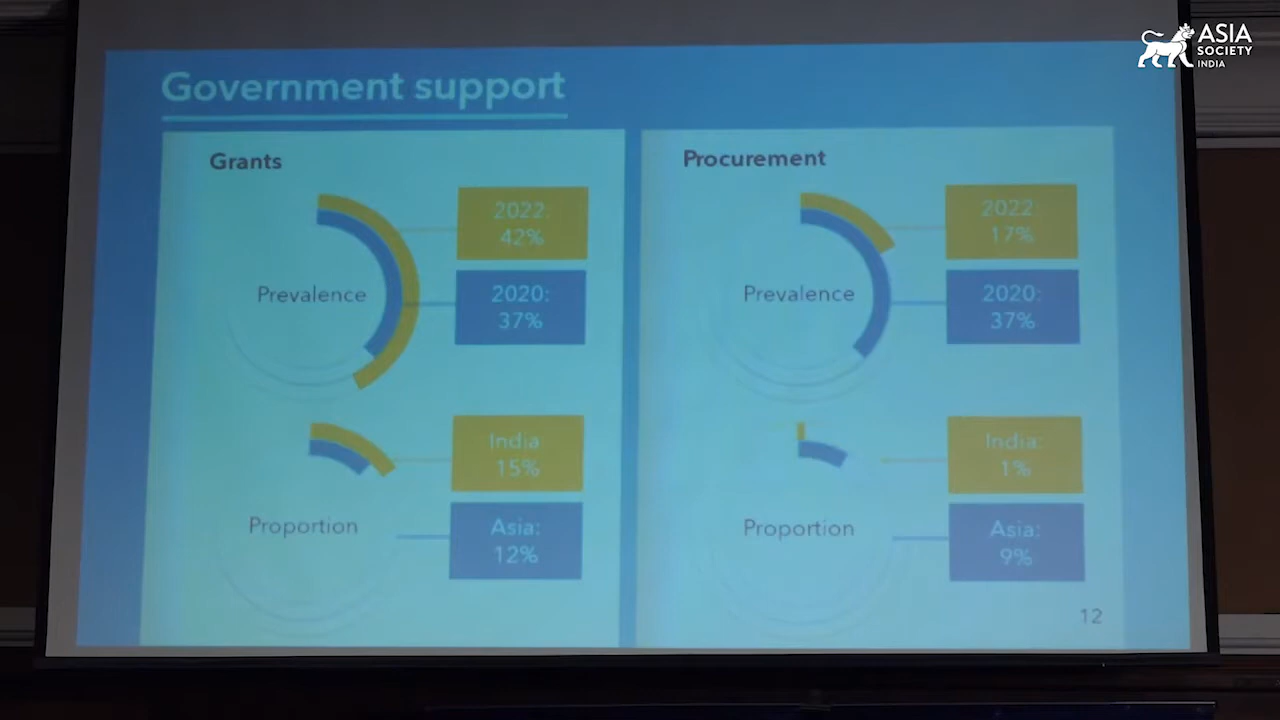 ASIA
SOCIETY
INDIA
Government support
Grants
2022:
42%
Prevalence
2020:
37%
India
15%
Proportion
Asia:
12%
Procurement
2022
17%
Prevalence
2020:
37%
India:
1%
Proportion
Asia:
9%
12